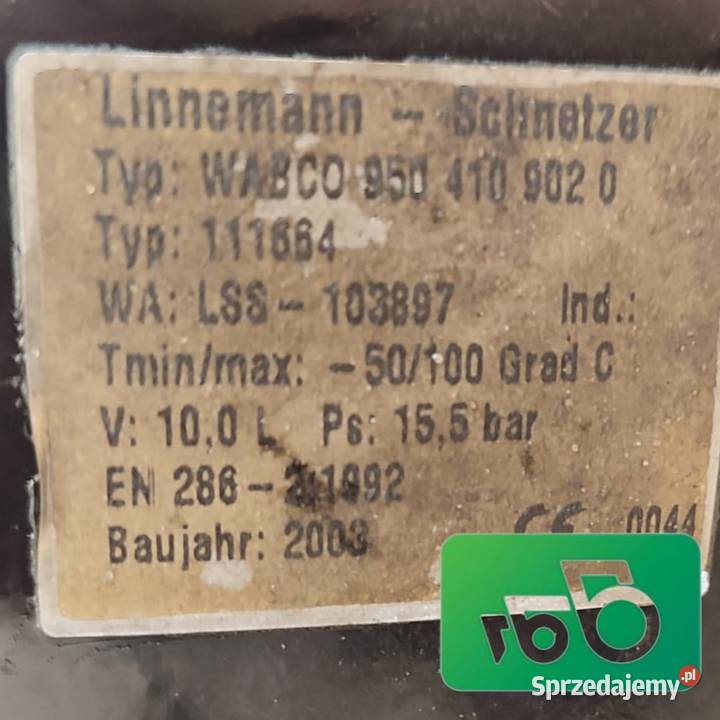 Linnemann - Schnetzer
Typ: WABCO 950 410 902 0
Typ: 111664
WA: LSS- 103897 Ind.:
Tmin/max: -50/100 Grad C
V: 10,0 L Ps: 15,5 bar
EN 286-2:1992
Baujahr: 2003
CE 0044
Sprzedajemy.pl